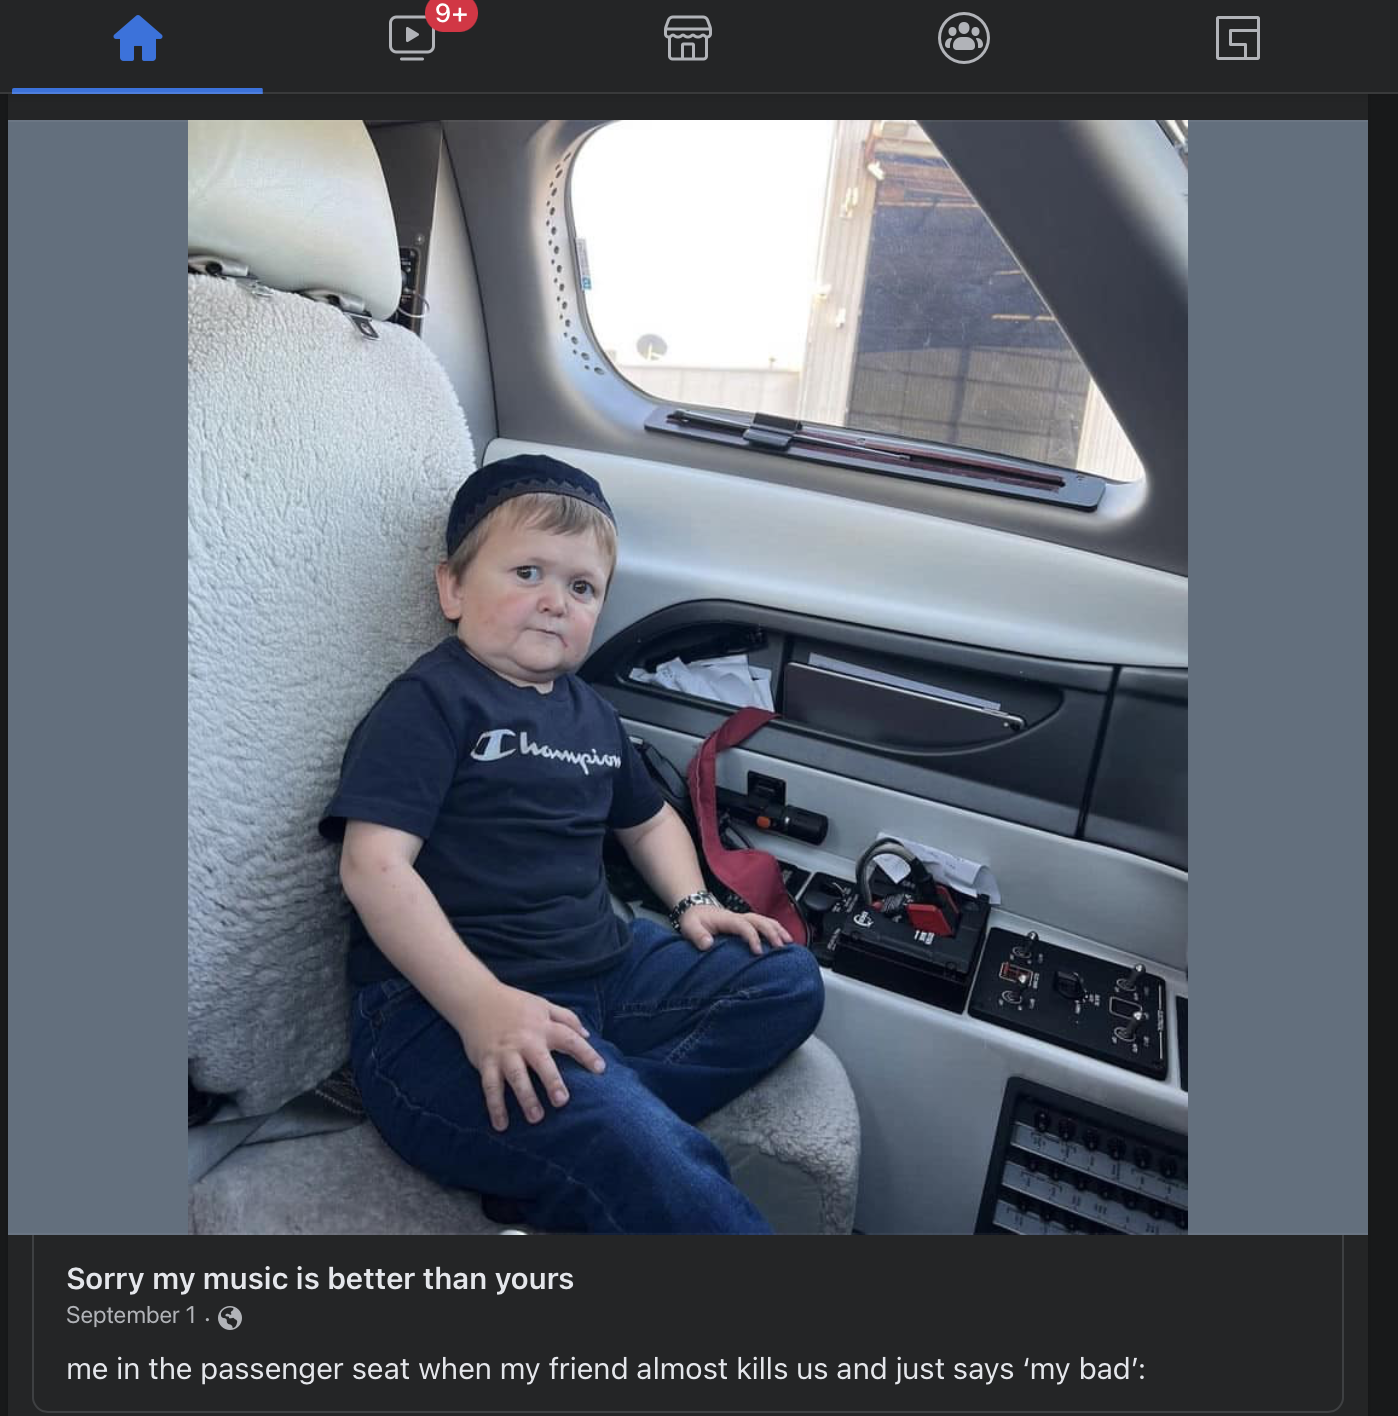 9+
Champion
Sorry my music is better than yours
September 1 ·
me in the passenger seat when my friend almost kills us and just says ‘my bad’: